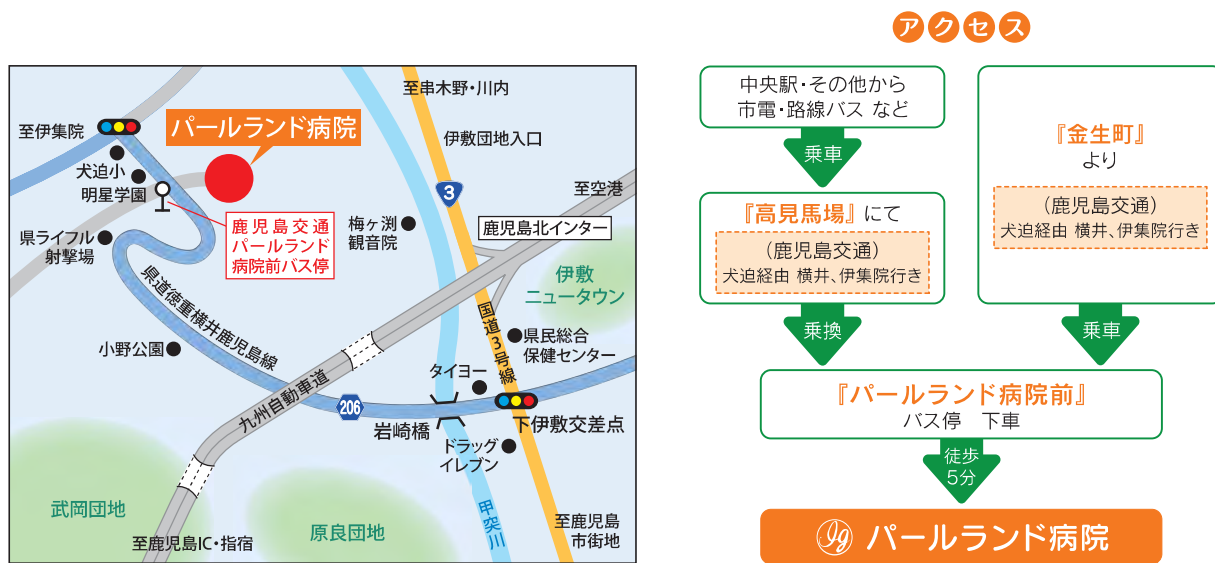 アクセス
至串木野・川内
至伊集院
パールランド病院
伊敷団地入口
犬迫小
明星学園
3
至空港
鹿児島交通
パールランド
病院前バス停
梅ヶ渕
観音院
鹿児島北インター
県ライフル
射撃場
伊敷
ニュータウン
県道徳重横井鹿児島線
国道3号線
県民総合
保健センター
小野公園
タイヨー
九州自動車道
206
岩崎橋
下伊敷交差点
ドラッグ
イレブン
武岡団地
原良団地
甲突川
至鹿児島
市街地
至鹿児島IC・指宿
中央駅・その他から
市電・路線バス など
乗車
『高見馬場』にて
(鹿児島交通)
犬迫経由 横井、伊集院行き
乗換
『金生町』
より
(鹿児島交通)
犬迫経由 横井、伊集院行き
乗車
『パールランド病院前』
バス停 下車
徒歩
5分
パールランド病院